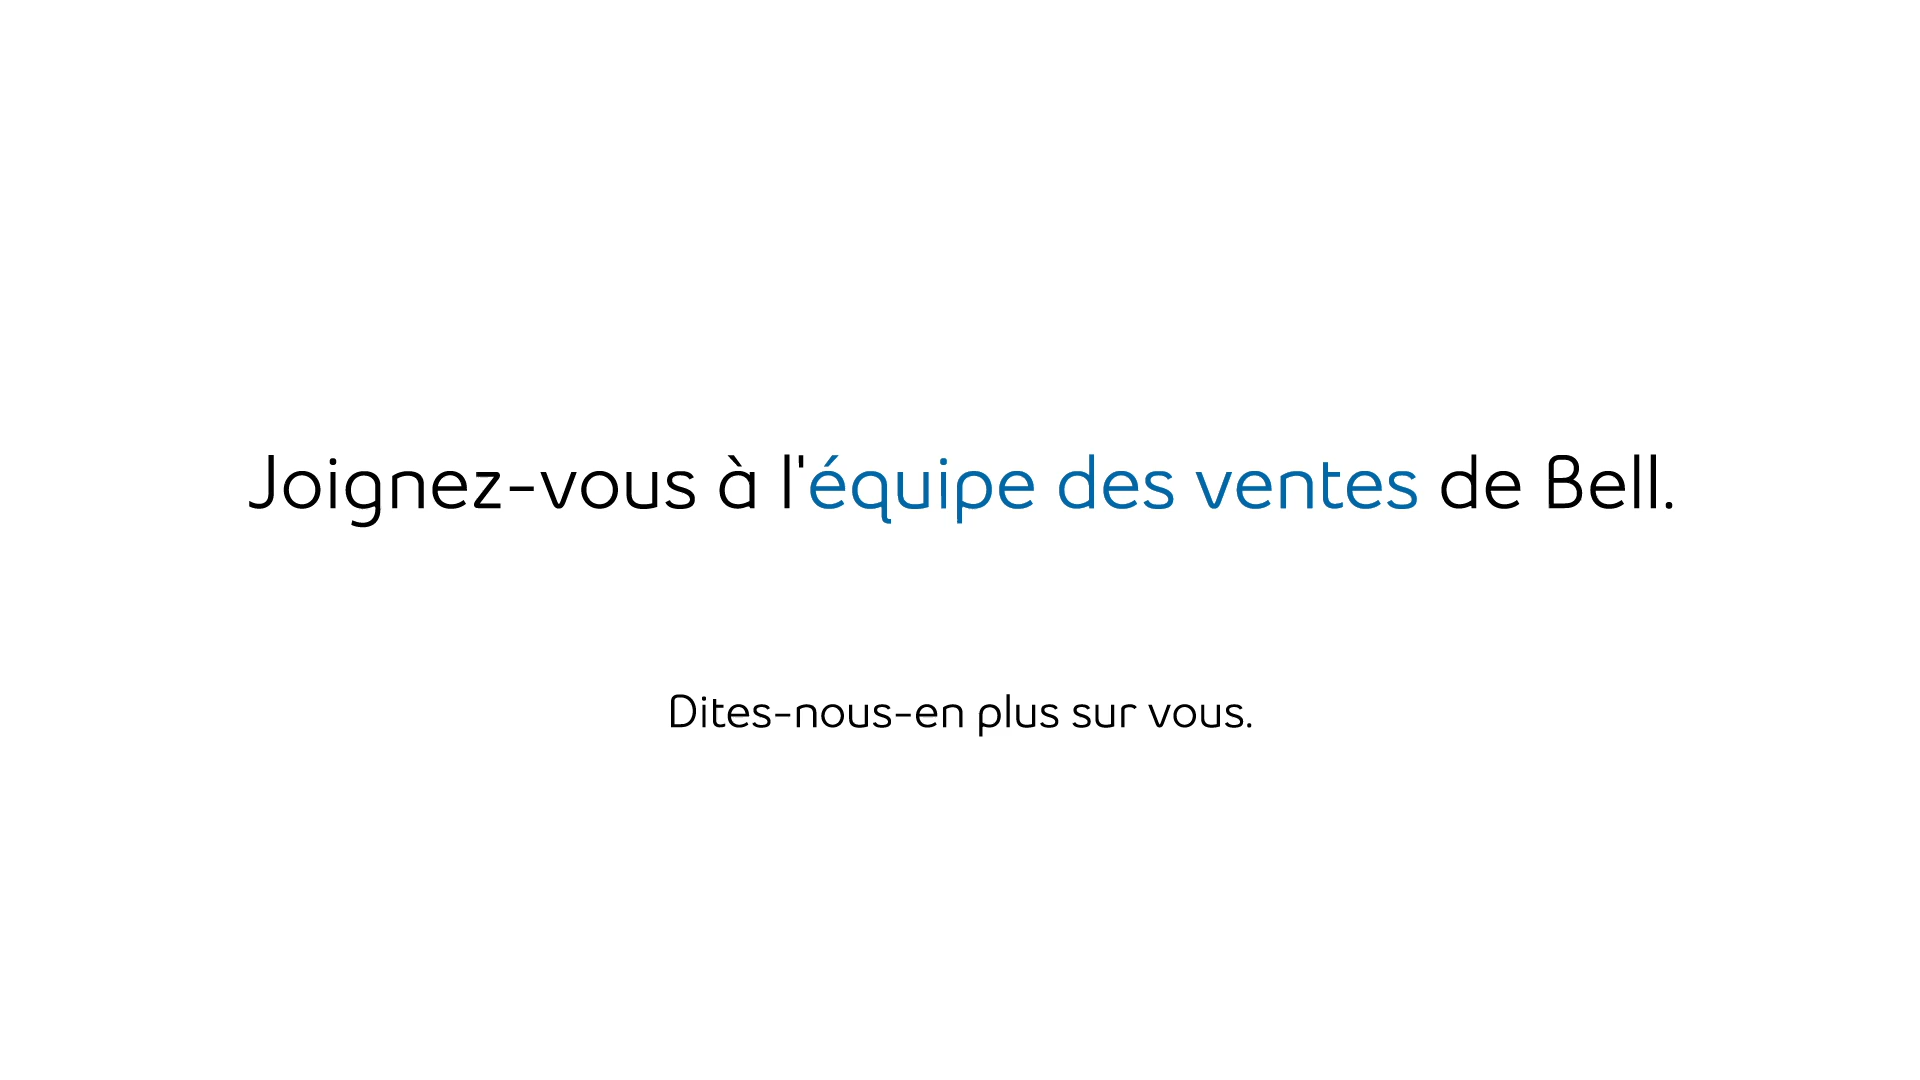 Joignez-vous à l'équipe des ventes de Bell.
Dites-nous-en plus sur vous.